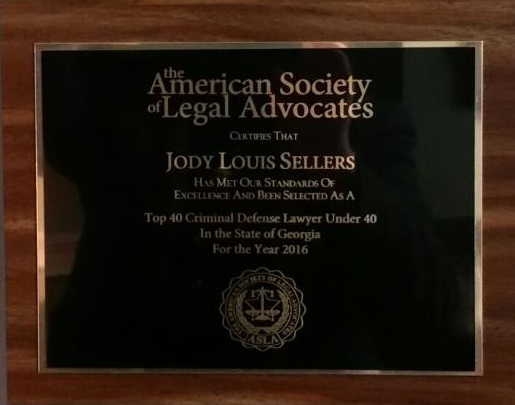 the
American Society
of Legal Advocates
Certifies That
Jody Louis Sellers
Has Met Our Standards Of
Excellence And Been Selected As A
Top 40 Criminal Defense Lawyer Under 40
In the State of Georgia
For the Year 2016
ASLA